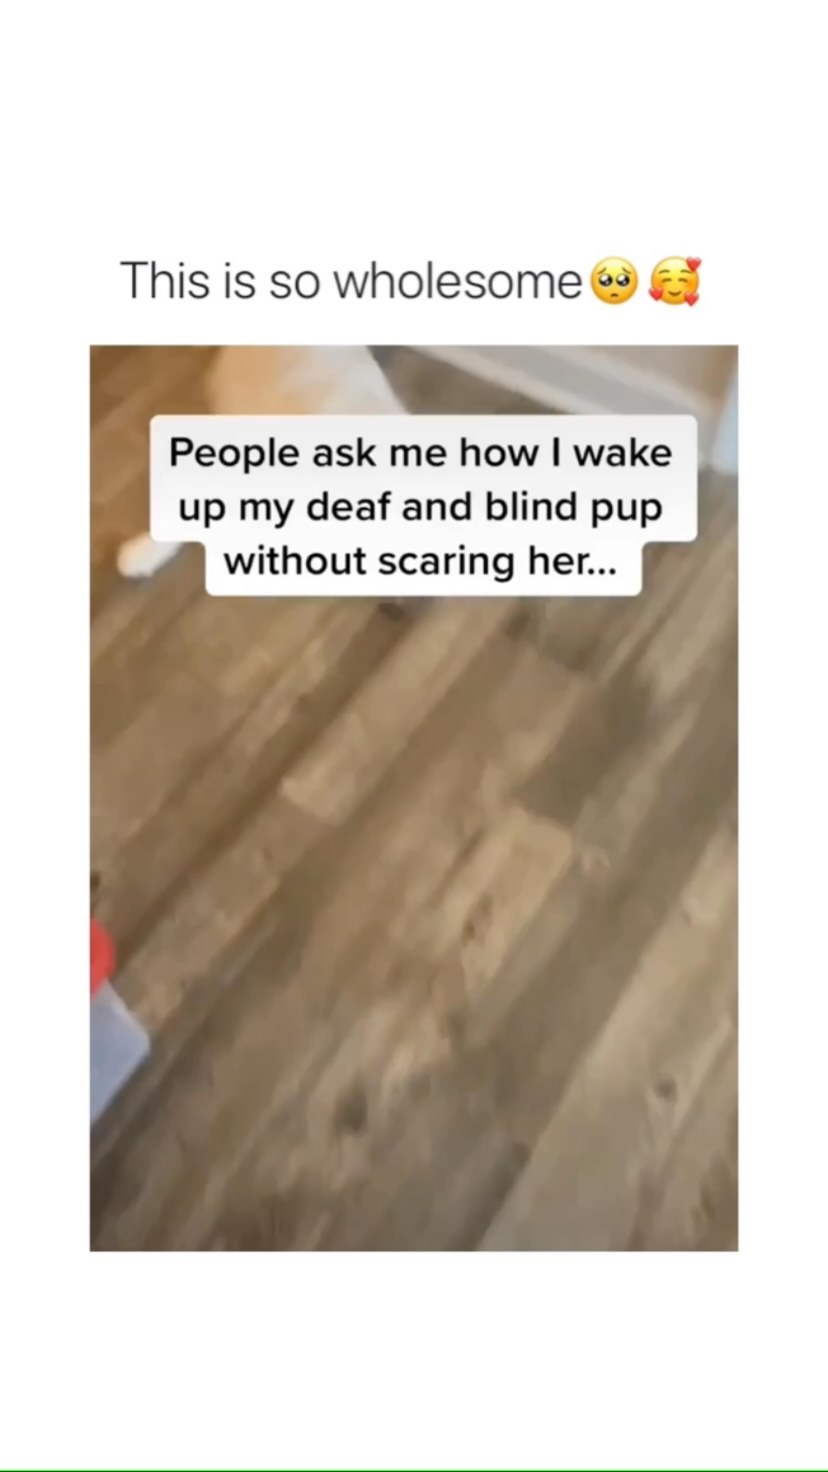 This is so wholesome🥺🥰
People ask me how I wake
up my deaf and blind pup
without scaring her...